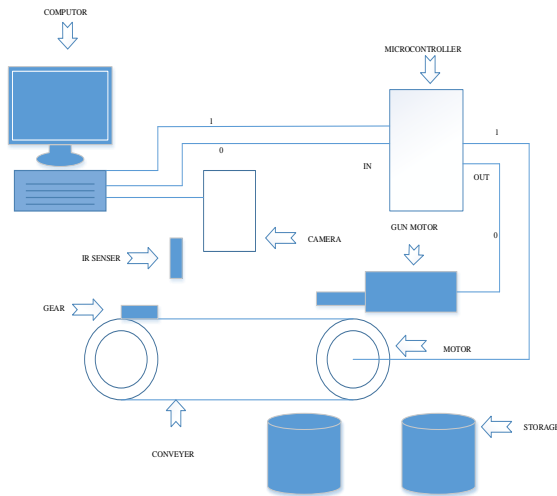 COMPUTOR
MICROCONTROLLER
1
1
0
IN
OUT
GUN MOTOR
0
CAMERA
IR SENSER
GEAR
MOTOR
STORAGE
CONVEYER